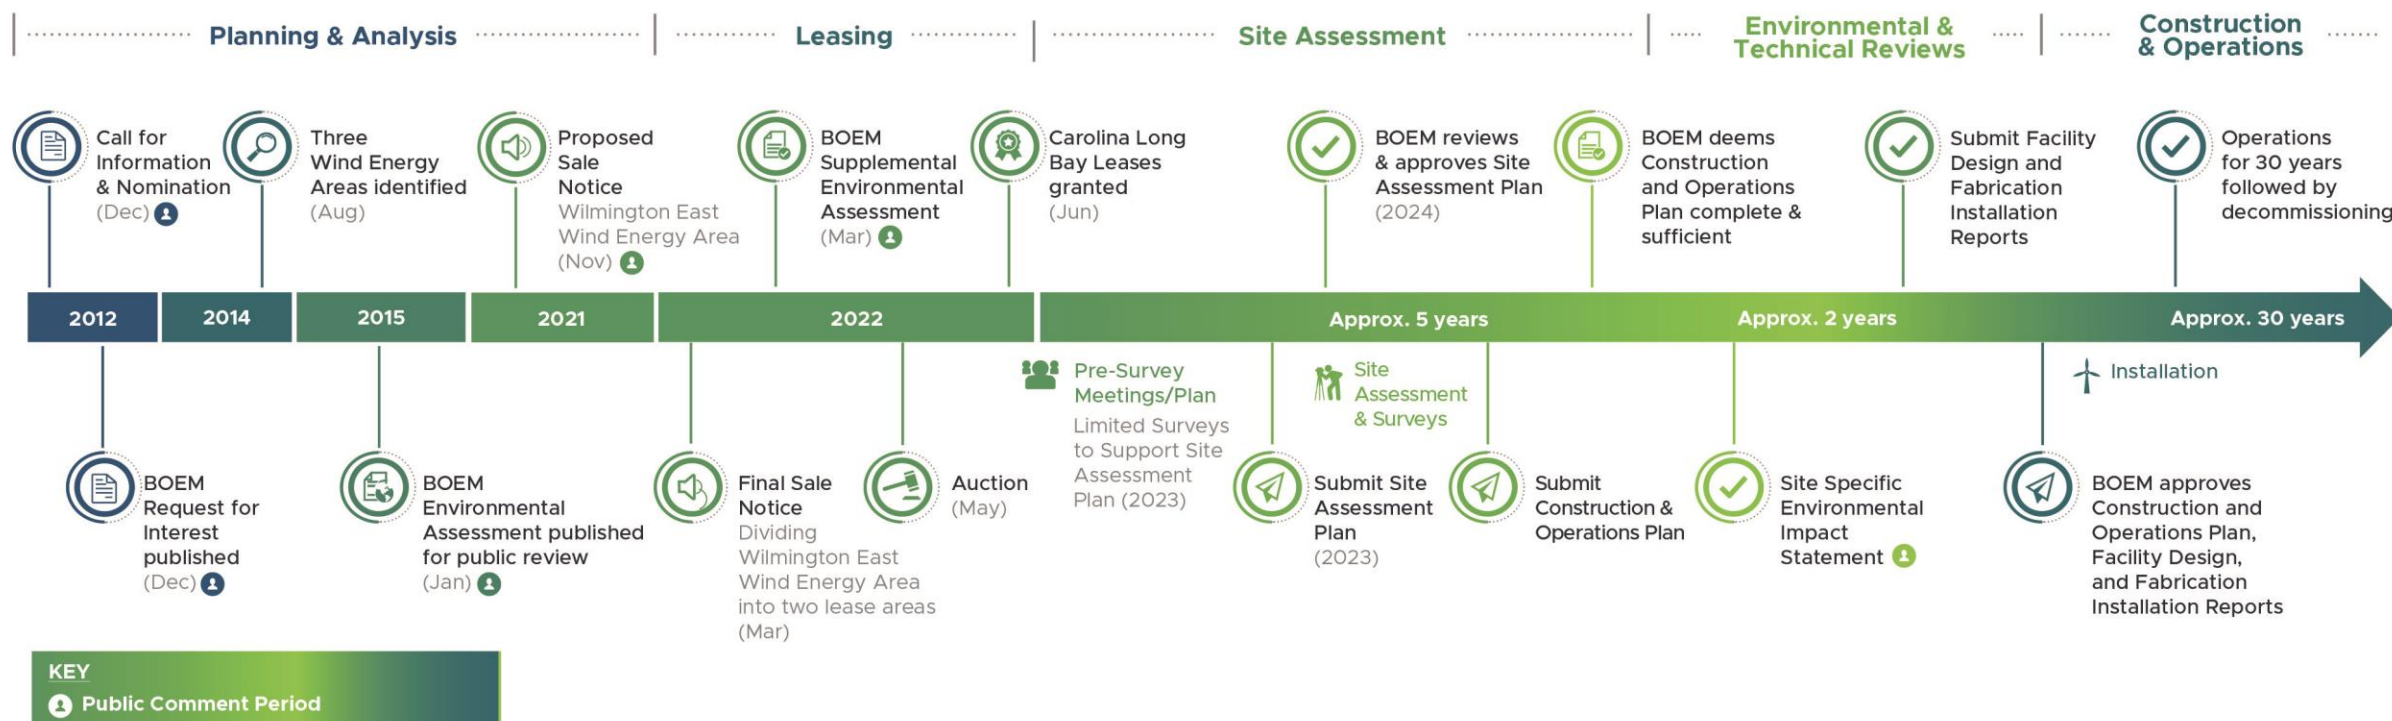 Planning & Analysis
Leasing
Site Assessment
Environmental &
Technical Reviews
Construction
& Operations
Call for
Information
& Nomination
(Dec)
Three
Wind Energy
Areas identified
(Aug)
Proposed
Sale
Notice
Wilmington East
Wind Energy Area
(Nov)
BOEM
Supplemental
Environmental
Assessment
(Mar)
Carolina Long
Bay Leases
granted
(Jun)
BOEM reviews
& approves Site
Assessment Plan
(2024)
BOEM deems
Construction
and Operations
Plan complete &
sufficient
Submit Facility
Design and
Fabrication
Installation
Reports
Operations
for 30 years
followed by
decommissioning
2012
2014
2015
2021
2022
Approx. 5 years
Approx. 2 years
Approx. 30 years
BOEM
Request for
Interest
published
(Dec)
BOEM
Environmental
Assessment published
for public review
(Jan)
Final Sale
Notice
Dividing
Wilmington East
Wind Energy Area
into two lease areas
(Mar)
Auction
(May)
Pre-Survey
Meetings/Plan
Limited Surveys
to Support Site
Assessment
Plan (2023)
Submit Site
Assessment
Plan
(2023)
Site
Assessment
& Surveys
Submit
Construction &
Operations Plan
Site Specific
Environmental
Impact
Statement
Installation
BOEM approves
Construction and
Operations Plan,
Facility Design,
and Fabrication
Installation Reports
KEY
Public Comment Period